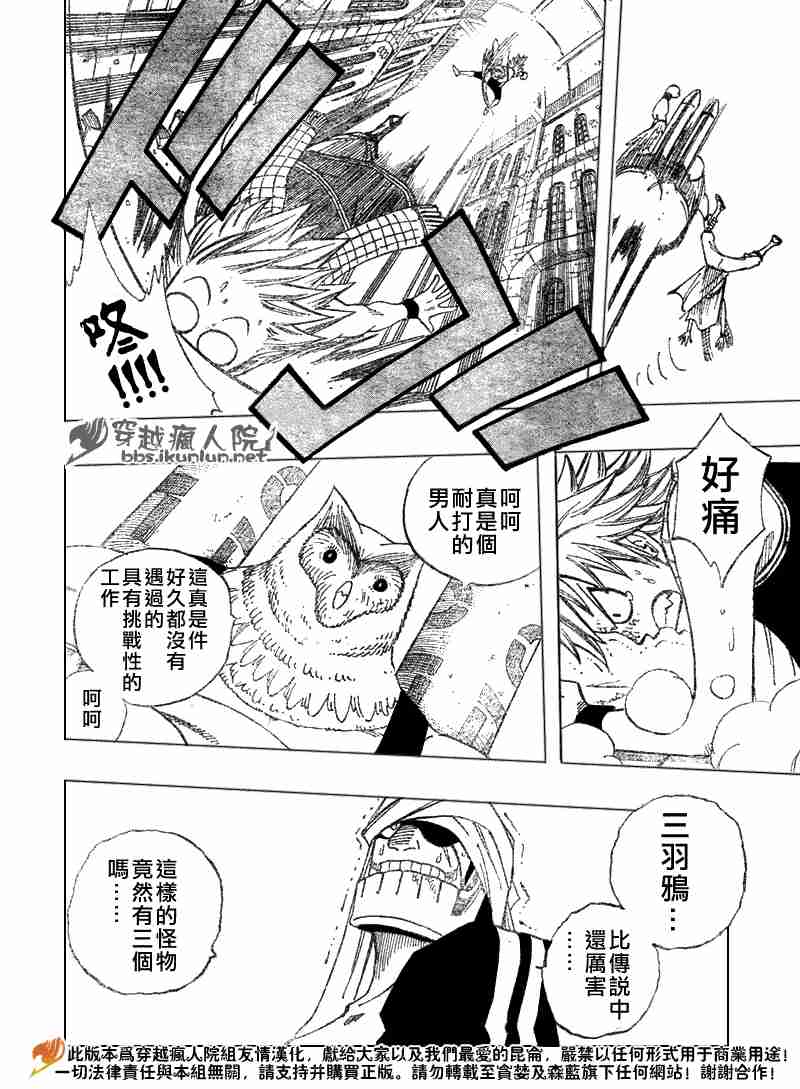 咚!!!!
穿越瘋人院
bbs.ikunlun.net
好痛
呵呵
真是個
耐打的
男人
這真是件
好久都沒有
遇過的
具有挑戰性的
工作
呵呵
三羽鴉…
比傳説中
還厲害
……
這樣的怪物
竟然有三個
嗎……
此版本爲穿越瘋人院組友情漢化，獻給大家以及我們最愛的昆侖，嚴禁以任何形式用于商業用途！
一切法律責任與本組無關，請支持并購買正版。請勿轉載至貪婪及森藍旗下任何網站！謝謝合作！